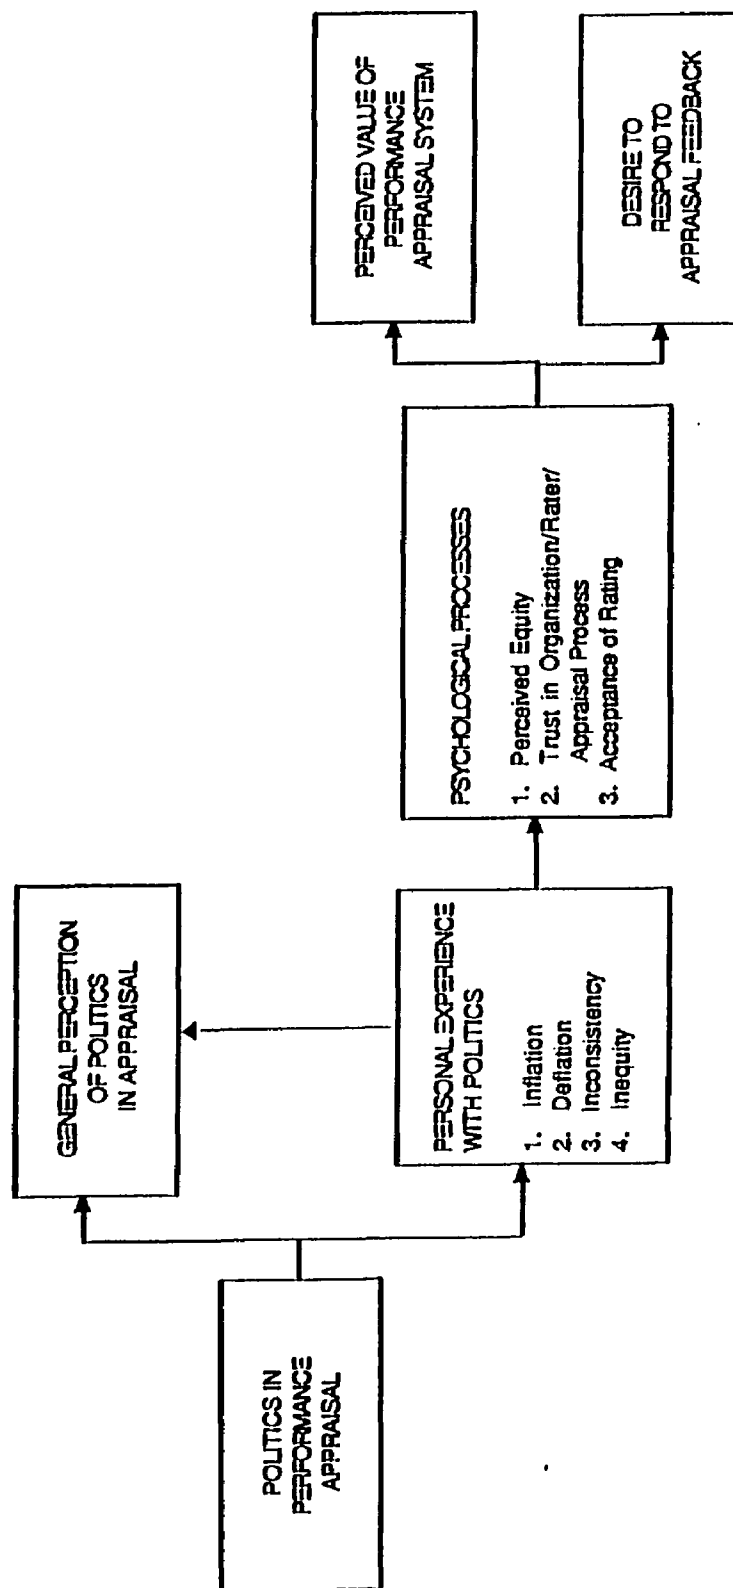 POLITICS IN
PERFORMANCE
APPRAISAL
GENERAL PERCEPTION
OF POLITICS
IN APPRAISAL
PERSONAL EXPERIENCE
WITH POLITICS
1. Inflation
2. Deflation
3. Inconsistency
4. Inequity
PSYCHOLOGICAL PROCESSES
1. Perceived Equity
2. Trust in Organization/Rater/
Appraisal Process
3. Acceptance of Rating
PERCEIVED VALUE OF
PERFORMANCE
APPRAISAL SYSTEM
DESIRE TO
RESPOND TO
APPRAISAL FEEDBACK